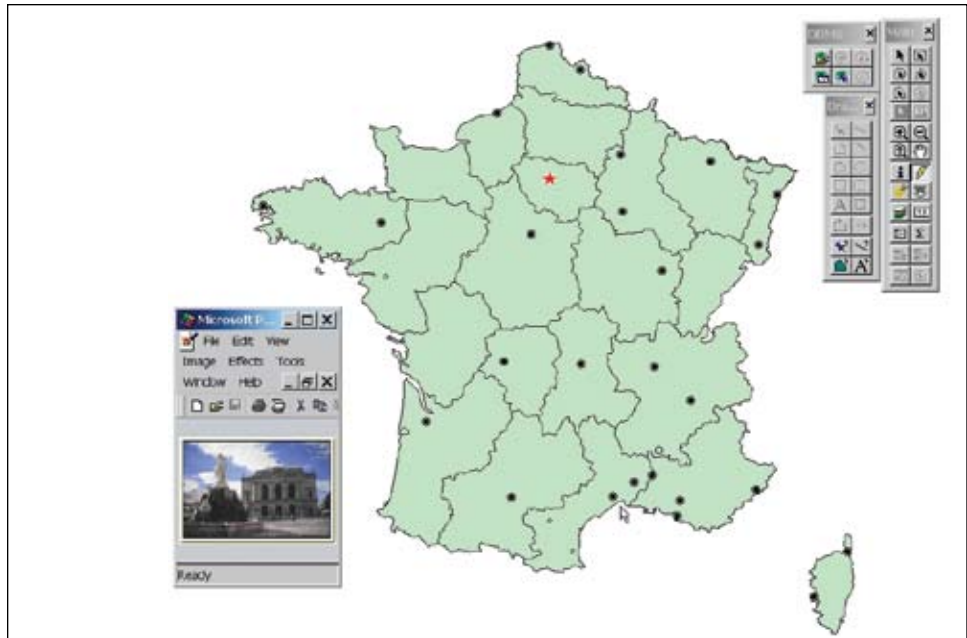 Microsoft P...
File Edit View
Image Effects Tools
Window Help
Ready